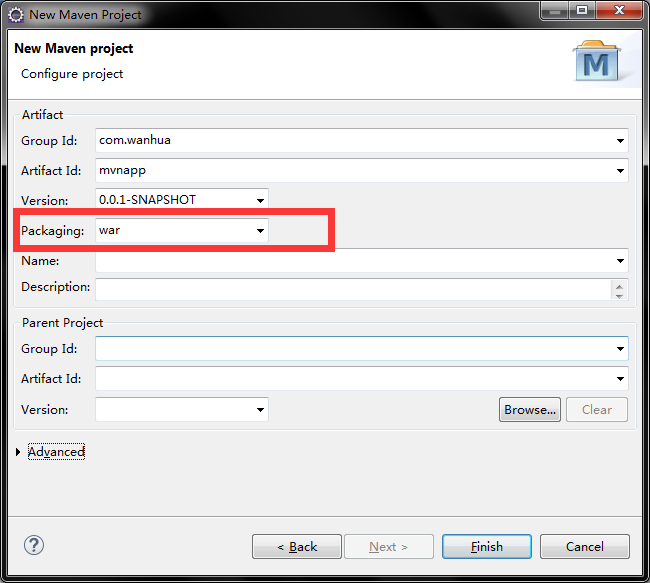 New Maven Project
New Maven project
Configure project
M
Artifact
Group Id: com.wanhua
Artifact Id: mvnapp
Version: 0.0.1-SNAPSHOT
Packaging: war
Name:
Description:
Parent Project
Group Id:
Artifact Id:
Version: Browse... Clear
Advanced
? < Back Next > Finish Cancel